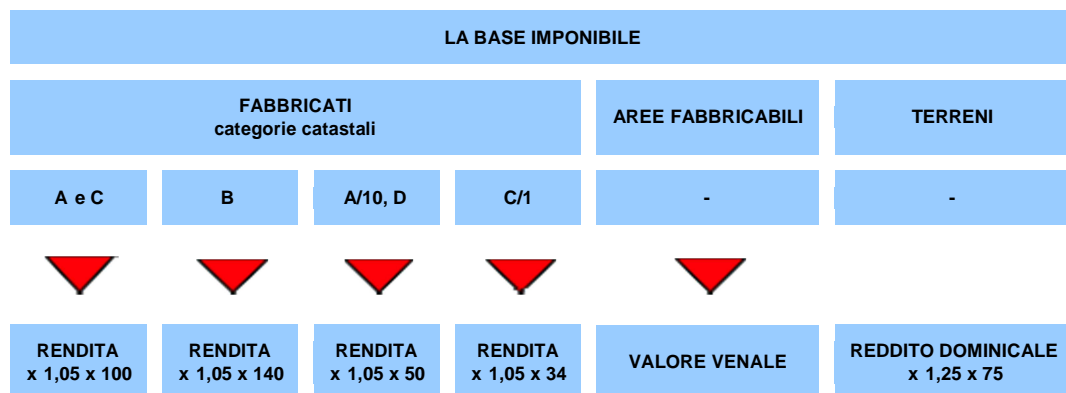 LA BASE IMPONIBILE
FABBRICATI
categorie catastali
AREE FABBRICABILI
TERRENI
A e C
B
A/10, D
C/1
-
-
RENDITA
x 1,05 x 100
RENDITA
x 1,05 x 140
RENDITA
x 1,05 x 50
RENDITA
x 1,05 x 34
VALORE VENALE
REDDITO DOMINICALE
x 1,25 x 75